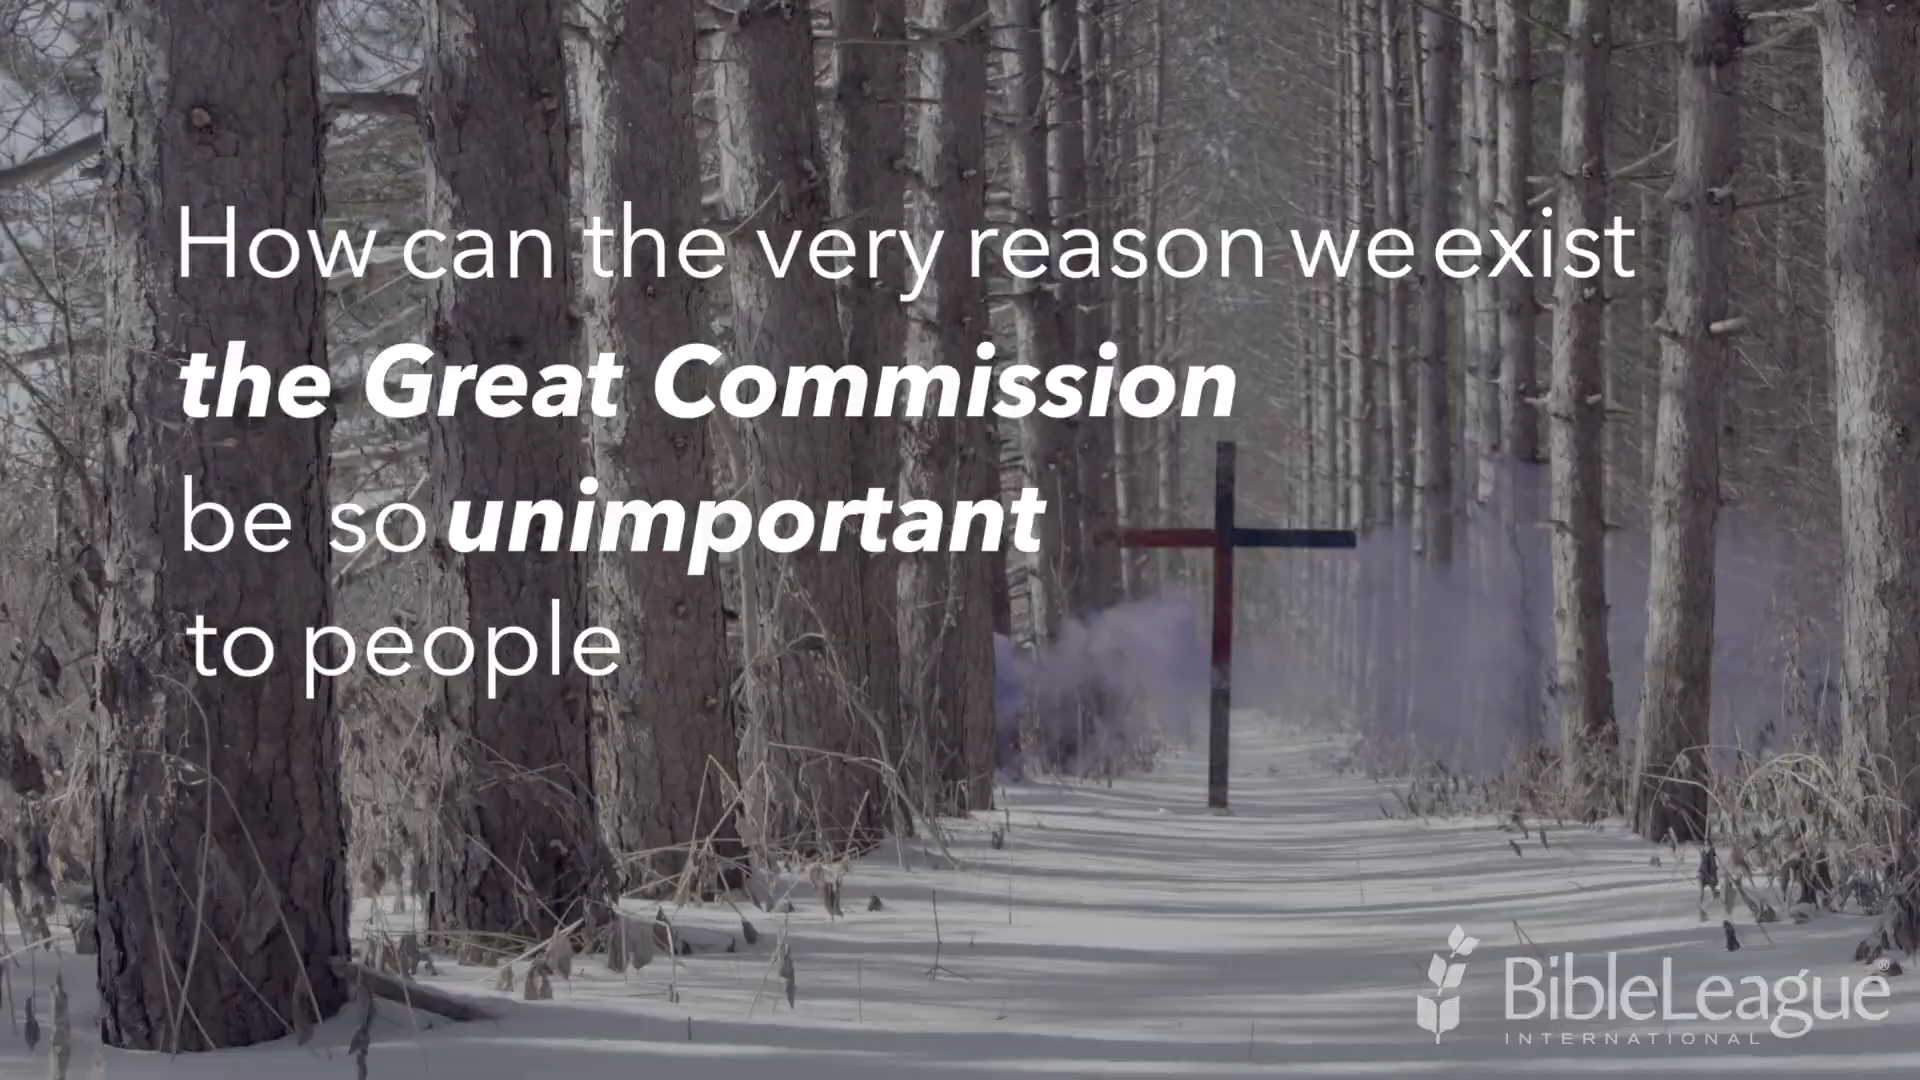 How can the very reason we exist
the Great Commission
be so unimportant
to people
BibleLeague®
INTERNATIONAL